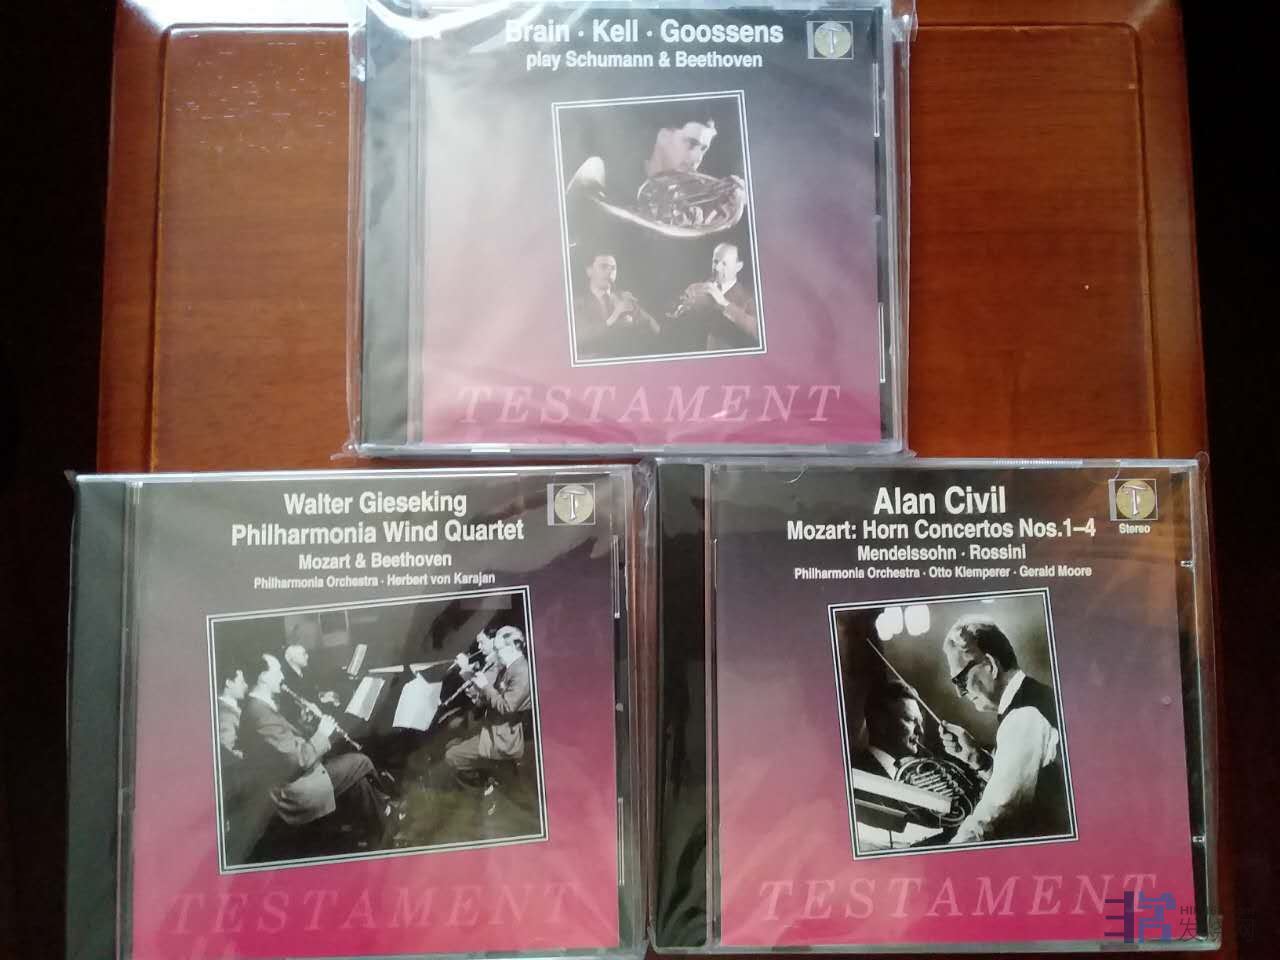 Brain · Kell · Goossens
play Schumann & Beethoven
T
TESTAMENT
Walter Gieseking
Philharmonia Wind Quartet
Mozart & Beethoven
Philharmonia Orchestra · Herbert von Karajan
T
TESTAMENT
Alan Civil
Mozart: Horn Concertos Nos.1–4
Mendelssohn · Rossini
Philharmonia Orchestra · Otto Klemperer · Gerald Moore
T
Stereo
TESTAMENT